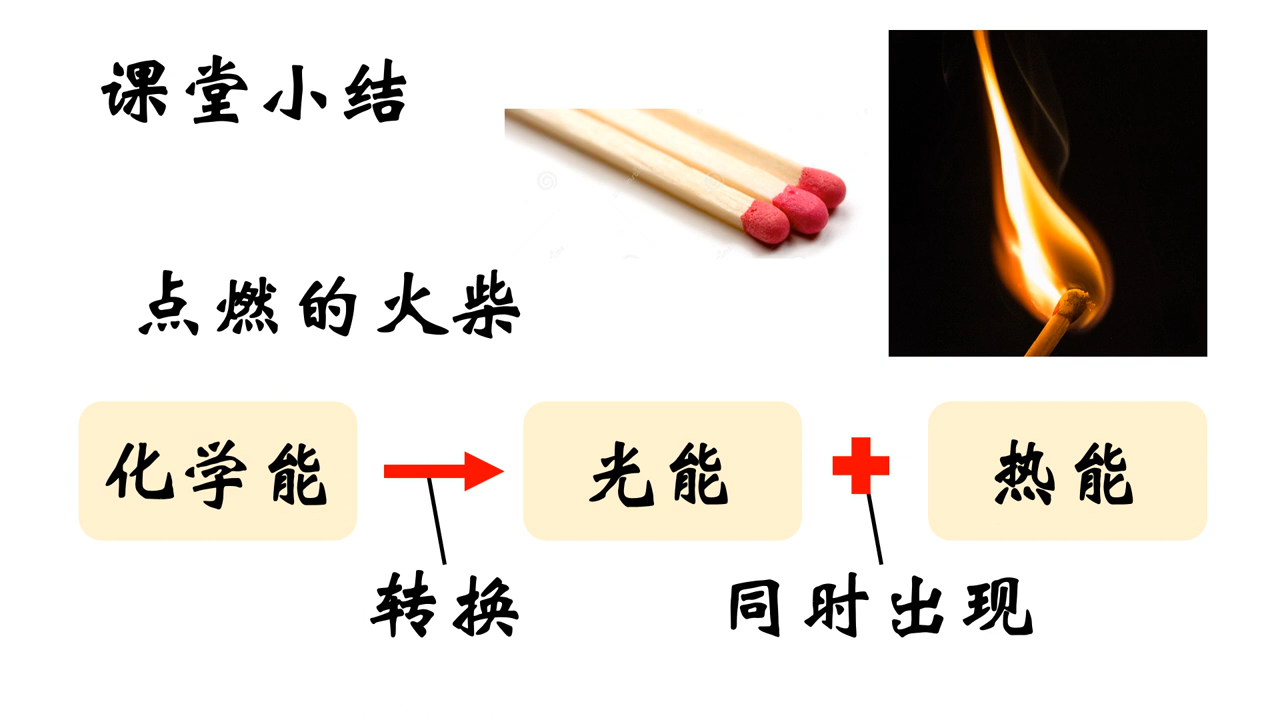 课堂小结
点燃的火柴
化学能
光能
热能
转换
同时出现